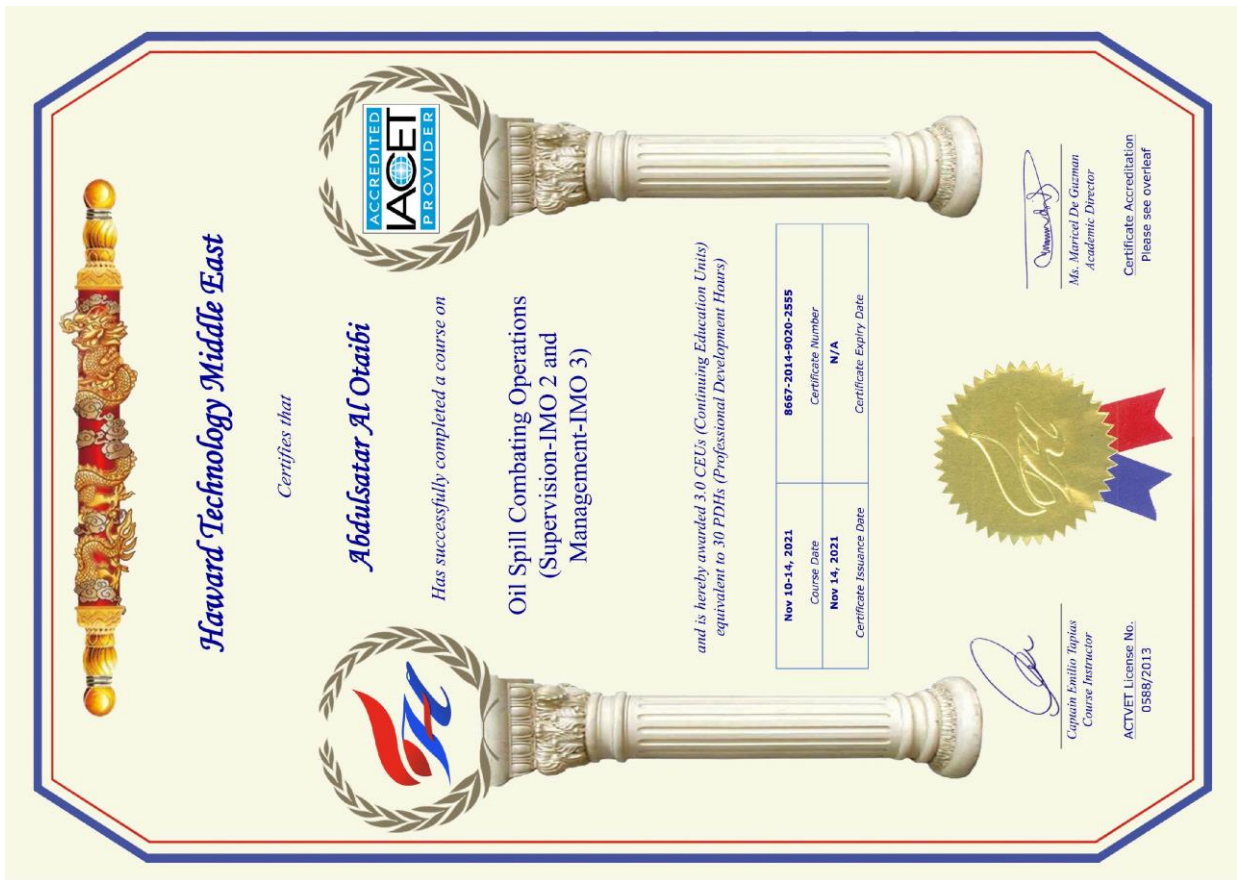 Haward Technology Middle East
Certifies that
ACCREDITED
IACET
PROVIDER
Abdulsatar Al Otaibi
Has successfully completed a course on
Oil Spill Combating Operations
(Supervision-IMO 2 and
Management-IMO 3)
and is hereby awarded 3.0 CEUs (Continuing Education Units)
equivalent to 30 PDHs (Professional Development Hours)
Nov 10-14, 2021
8667-2014-9020-2555
Course Date
Certificate Number
Nov 14, 2021
N/A
Certificate Issuance Date
Certificate Expiry Date
Captain Emilio Tapias
Course Instructor
ACTVET License No.
0588/2013
Ms. Maricel De Guzman
Academic Director
Certificate Accreditation
Please see overleaf